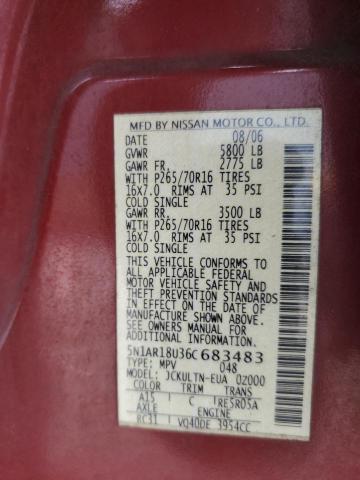 MFD BY NISSAN MOTOR CO., LTD.
DATE 08/06
GVWR 5800 LB
GAWR FR. 2775 LB
WITH P265/70R16 TIRES
16X7.0 RIMS AT 35 PSI
COLD SINGLE
GAWR RR. 3500 LB
WITH P265/70R16 TIRES
16X7.0 RIMS AT 35 PSI
COLD SINGLE
THIS VEHICLE CONFORMS TO
ALL APPLICABLE FEDERAL
MOTOR VEHICLE SAFETY
STANDARDS IN EFFECT ON THE DATE OF
MANUFACTURE SHOWN ABOVE.
SEE OWNERS MANUAL FOR
ADDITIONAL INFORMATION
5N1AR18U36C683483
TYPE: MPV 048
MODEL: JCKULTN-EUA 02000
COLOR TRIM TRANS
A15 C RE5R05A
AXLE ENGINE
RC31 VQ40DE 3954CC